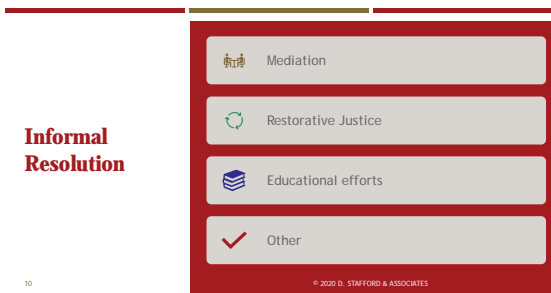 Informal
Resolution
Mediation
Restorative Justice
Educational efforts
Other
10
© 2020 D. STAFFORD & ASSOCIATES